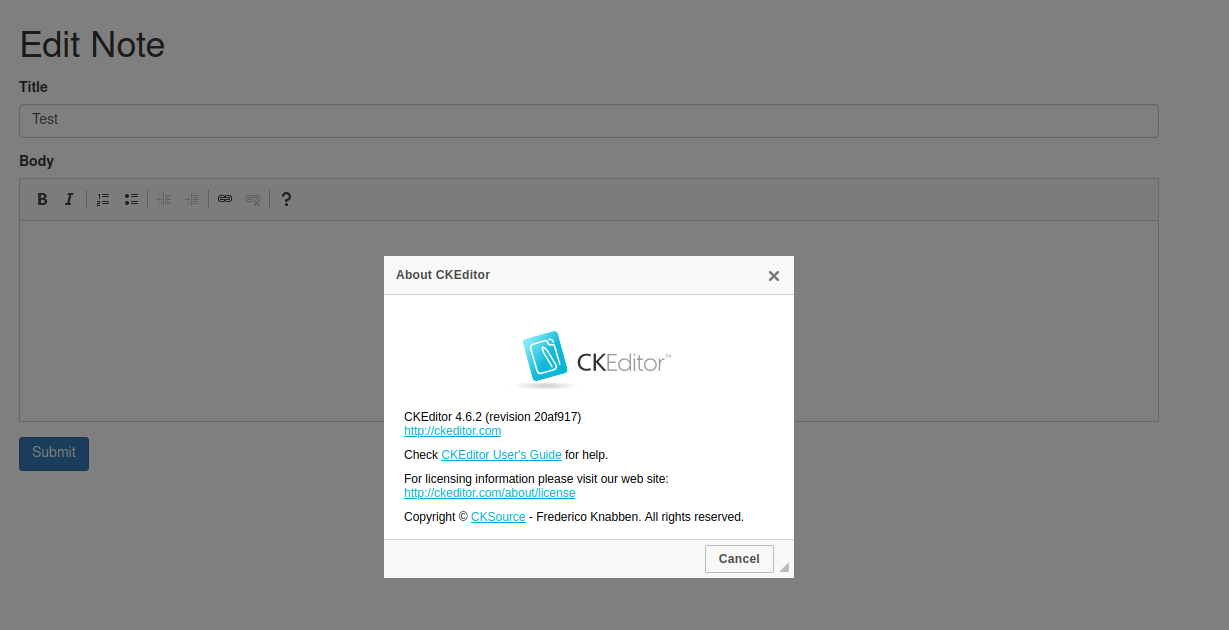 Edit Note
Title
Test
Body
B I ?
About CKEditor
CKEditor™
CKEditor 4.6.2 (revision 20af917)
http://ckeditor.com
Check CKEditor User's Guide for help.
For licensing information please visit our web site:
http://ckeditor.com/about/license
Copyright © CKSource - Frederico Knabben. All rights reserved.
Cancel
Submit